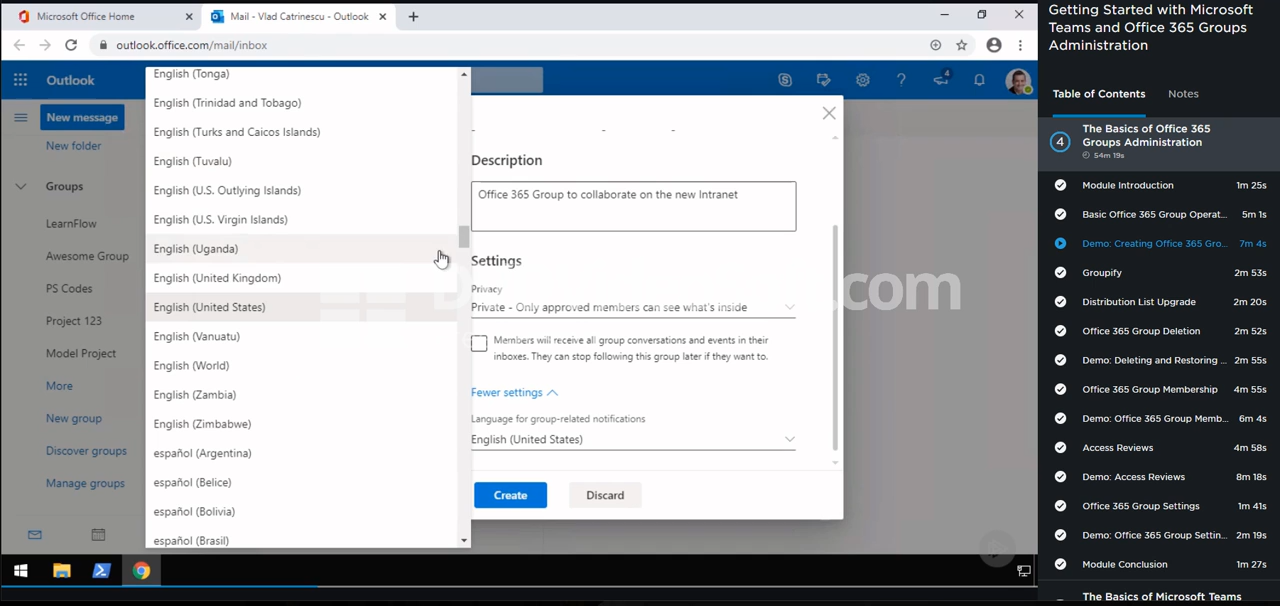 Microsoft Office Home
Mail - Vlad Catrinescu - Outlook
outlook.office.com/mail/inbox
Outlook
4
New message
New folder
Groups
LearnFlow
Awesome Group
PS Codes
Project 123
Model Project
More
New group
Discover groups
Manage groups
English (Tonga)
English (Trinidad and Tobago)
English (Turks and Caicos Islands)
English (Tuvalu)
English (U.S. Outlying Islands)
English (U.S. Virgin Islands)
English (Uganda)
English (United Kingdom)
English (United States)
English (Vanuatu)
English (World)
English (Zambia)
English (Zimbabwe)
español (Argentina)
español (Belice)
español (Bolivia)
español (Brasil)
Description
Office 365 Group to collaborate on the new Intranet
Settings
Privacy
Private - Only approved members can see what's inside
Members will receive all group conversations and events in their
inboxes. They can stop following this group later if they want to.
Fewer settings
Language for group-related notifications
English (United States)
Create
Discard
.com
Getting Started with Microsoft
Teams and Office 365 Groups
Administration
Table of Contents
Notes
4
The Basics of Office 365
Groups Administration
54m 19s
Module Introduction 1m 25s
Basic Office 365 Group Operat... 5m 1s
Demo: Creating Office 365 Gro... 7m 4s
Groupify 2m 53s
Distribution List Upgrade 2m 20s
Office 365 Group Deletion 2m 52s
Demo: Deleting and Restoring ... 2m 55s
Office 365 Group Membership 4m 55s
Demo: Office 365 Group Memb... 6m 4s
Access Reviews 4m 58s
Demo: Access Reviews 8m 18s
Office 365 Group Settings 1m 41s
Demo: Office 365 Group Settin... 2m 19s
Module Conclusion 1m 27s
The Basics of Microsoft Teams